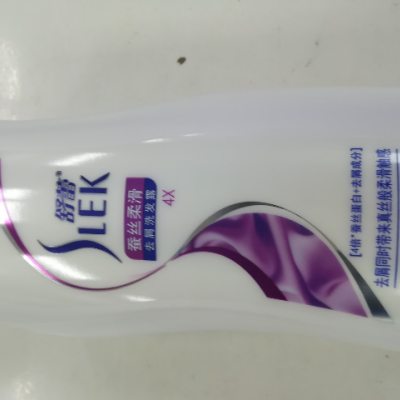 舒蕾
SLEK
蚕丝柔滑
去屑洗发露
4X
[4倍*蚕丝蛋白+去屑成分]
去屑同时带来真丝般柔滑触感